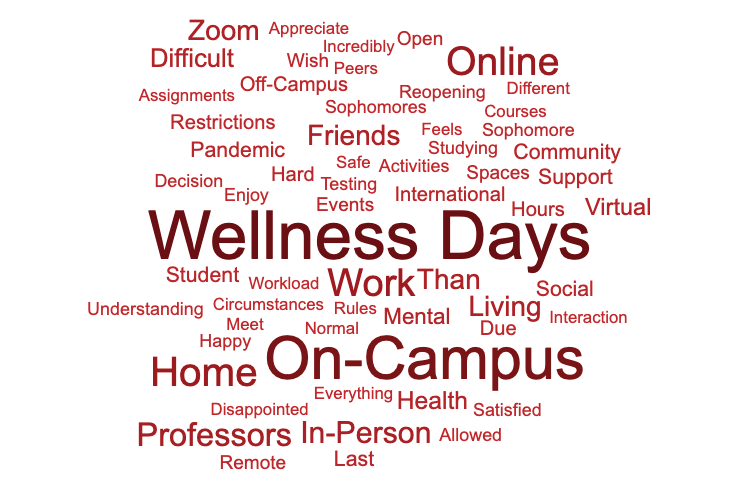 Zoom Appreciate
Incredibly Open
Difficult Wish Peers Online
Off-Campus
Assignments Reopening Different
Sophomores Courses
Restrictions Friends Feels Sophomore
Pandemic Studying Community
Safe Activities
Decision Hard Testing Spaces Support
Enjoy Events International Hours Virtual
Wellness Days
Student Workload Work Than Social
Understanding Circumstances Rules Mental Living Interaction
Meet Normal Due
Happy On-Campus
Home
Everything Health
Disappointed Satisfied
Professors In-Person Allowed
Remote Last